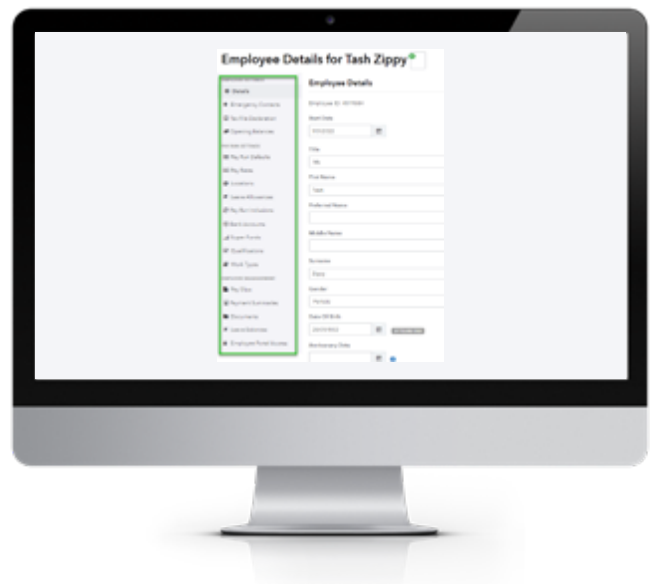 Employee Details for Tash Zippy
Details
Emergency Contacts
Tax File Declaration
Opening Balances
Pay Run Defaults
Pay Rates
Locations
Leave Allowances
Pay Run Inclusions
Bank Accounts
Super Funds
Qualifications
Work Types
Pay Slips
Payment Summaries
Documents
Leave Balances
Employee Portal Access
Employee Details
Start Date
Title
First Name
Tash
Preferred Name
Middle Name
Surname
Gender
Female
Date Of Birth
Anniversary Date